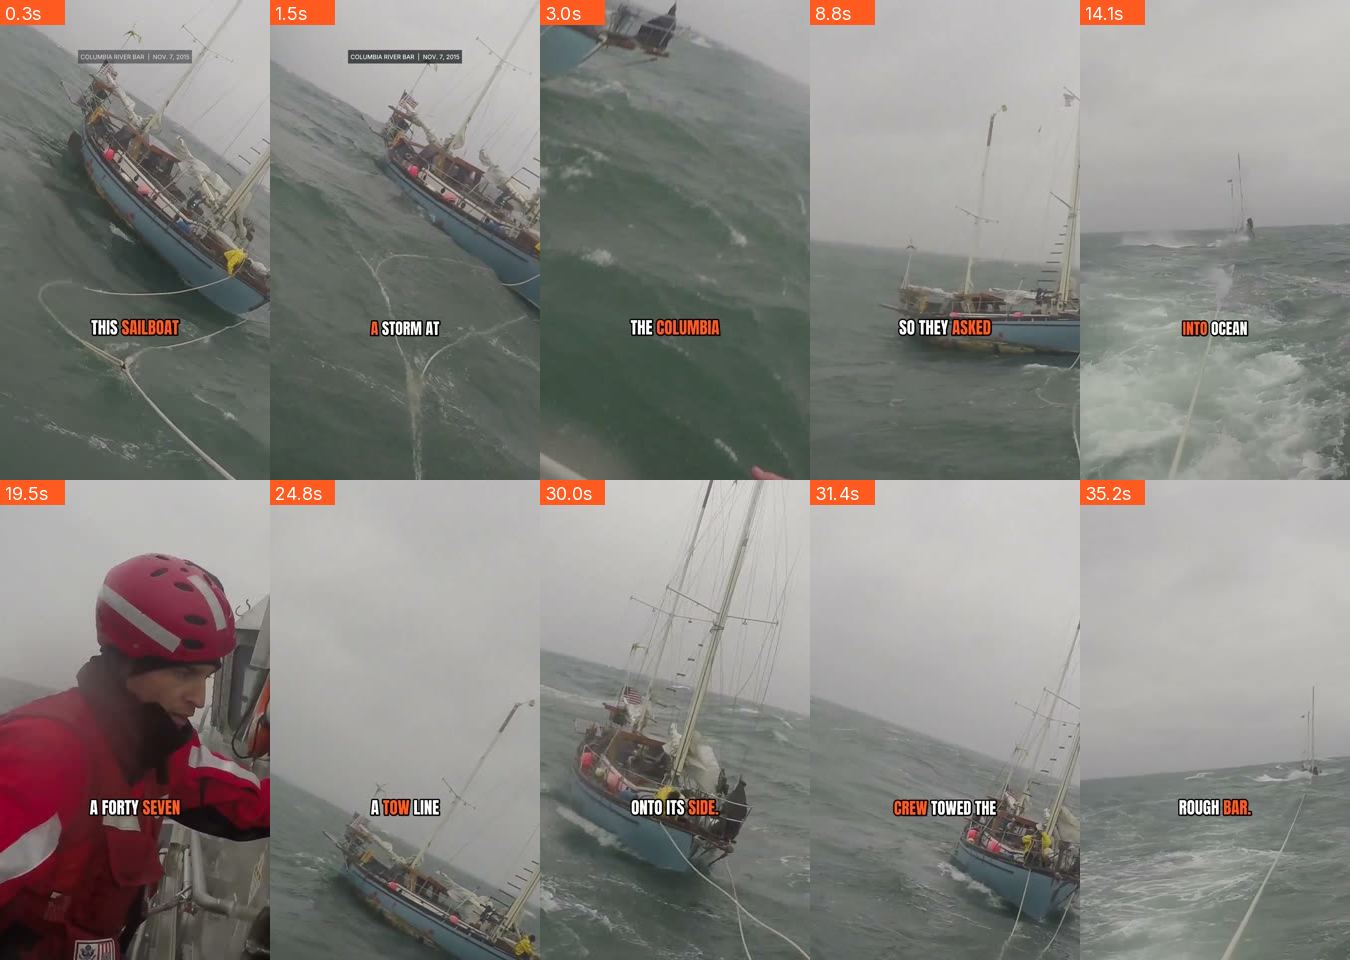 0.3s
COLUMBIA RIVER BAR | NOV. 7, 2015
THIS SAILBOAT
1.5s
COLUMBIA RIVER BAR | NOV. 7, 2015
A STORM AT
3.0s
THE COLUMBIA
8.8s
SO THEY ASKED
14.1s
INTO OCEAN
19.5s
A FORTY SEVEN
24.8s
A TOW LINE
30.0s
ONTO ITS SIDE.
31.4s
CREW TOWED THE
35.2s
ROUGH BAR.